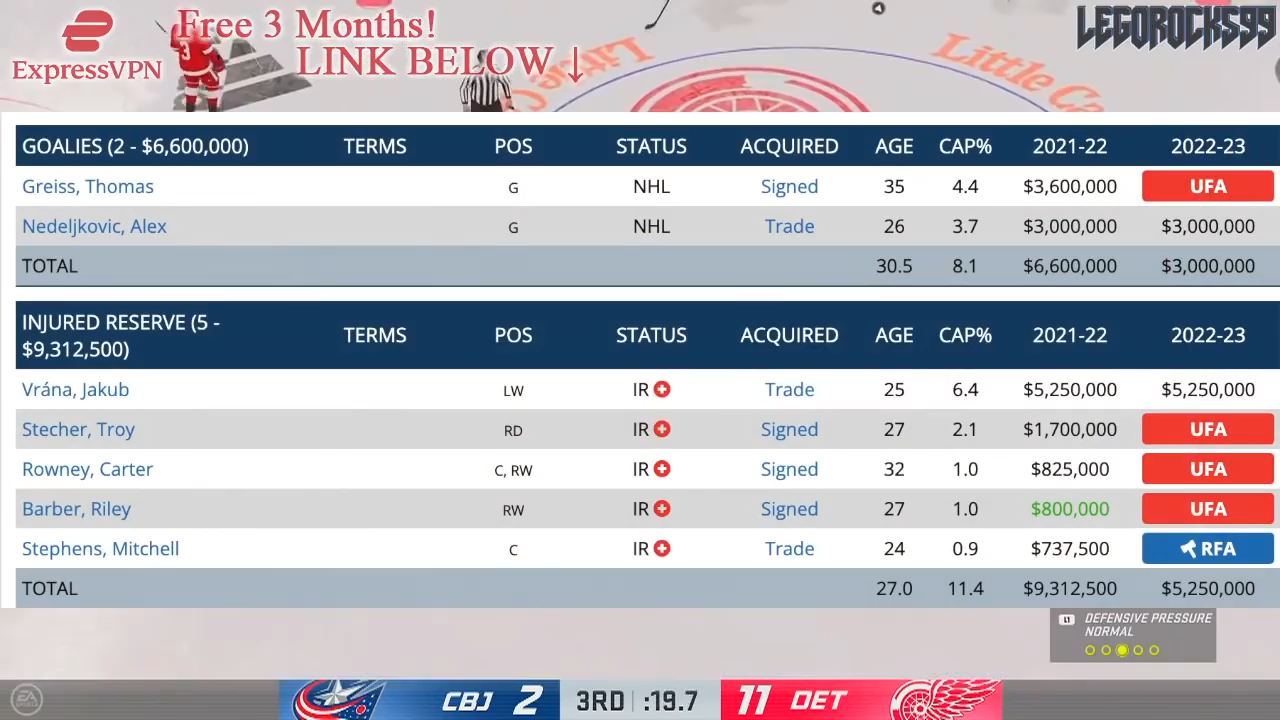 Free 3 Months!
LINK BELOW ↓
ExpressVPN
LEGOROCKS99
GOALIES (2 - $6,600,000) TERMS POS STATUS ACQUIRED AGE CAP% 2021-22 2022-23
Greiss, Thomas G NHL Signed 35 4.4 $3,600,000 UFA
Nedeljkovic, Alex G NHL Trade 26 3.7 $3,000,000 $3,000,000
TOTAL 30.5 8.1 $6,600,000 $3,000,000
INJURED RESERVE (5 -
$9,312,500) TERMS POS STATUS ACQUIRED AGE CAP% 2021-22 2022-23
Vrána, Jakub LW IR Trade 25 6.4 $5,250,000 $5,250,000
Stecher, Troy RD IR Signed 27 2.1 $1,700,000 UFA
Rowney, Carter C, RW IR Signed 32 1.0 $825,000 UFA
Barber, Riley RW IR Signed 27 1.0 $800,000 UFA
Stephens, Mitchell C IR Trade 24 0.9 $737,500 RFA
TOTAL 27.0 11.4 $9,312,500 $5,250,000
L1 DEFENSIVE PRESSURE
NORMAL
CBJ 2 3RD :19.7 11 DET